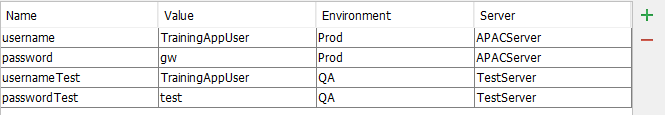 Name Value Environment Server
username TrainingAppUser Prod APACServer
password gw Prod APACServer
usernameTest TrainingAppUser QA TestServer
passwordTest test QA TestServer